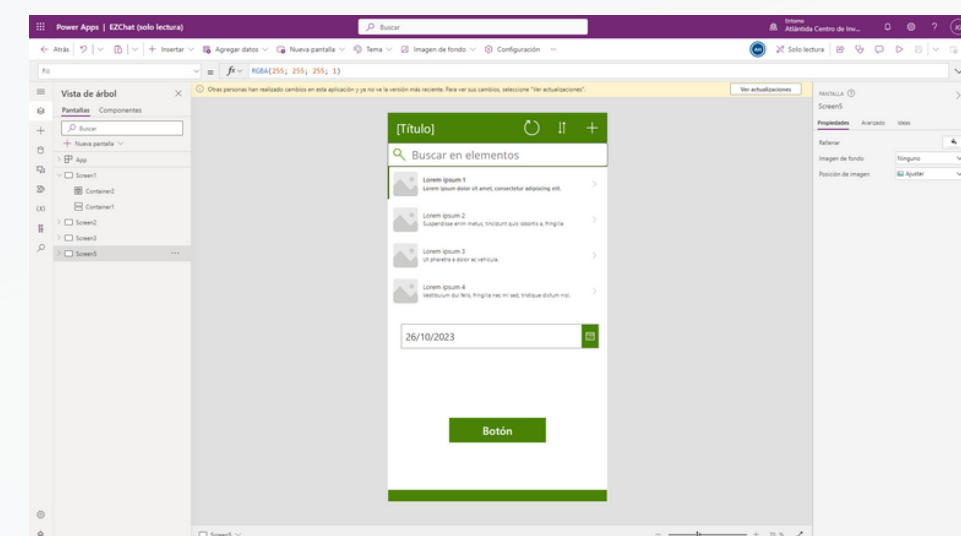 Power Apps | EZChat (solo lectura)
Buscar
Entorno
Atlántida Centro de Inv...
Atrás
Insertar
Agregar datos
Nueva pantalla
Tema
Imagen de fondo
Configuración
Solo lectura
= fx RGBA(255; 255; 255; 1)
Vista de árbol
Otras personas han realizado cambios en esta aplicación y ya no ve la versión más reciente. Para ver sus cambios, seleccione "Ver actualizaciones".
Ver actualizaciones
Pantallas Componentes
Buscar
Nueva pantalla
App
Screen1
Container2
Container1
Screen2
Screen3
Screen5 ...
[Título]
Buscar en elementos
Lorem ipsum 1
Lorem ipsum dolor sit amet, consectetur adipiscing elit.
Lorem ipsum 2
Suspendisse enim metus, tincidunt quis lobortis a, fringilla
Lorem ipsum 3
Ut pharetra a dolor ac vehicula.
Lorem ipsum 4
Vestibulum dui felis, fringilla nec mi sed, tristique dictum nisi.
26/10/2023
Botón
PANTALLA
Screen5
Propiedades Avanzado Ideas
Rellenar
Imagen de fondo Ninguno
Posición de imagen Ajustar
Screen5